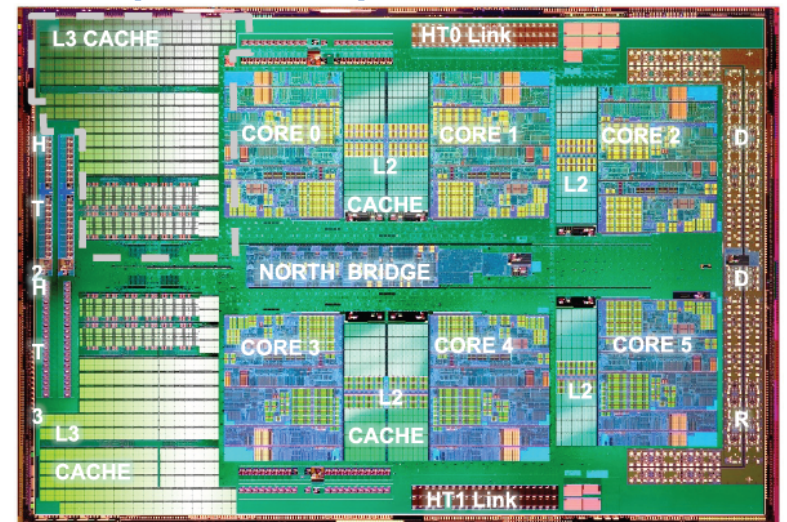 L3 CACHE
HT0 Link
CORE 0
CORE 1
CORE 2
L2
CACHE
L2
H
T
2
D
D
R
NORTH BRIDGE
H
T
3
CORE 3
CORE 4
CORE 5
L2
CACHE
L2
L3
CACHE
HT1 Link